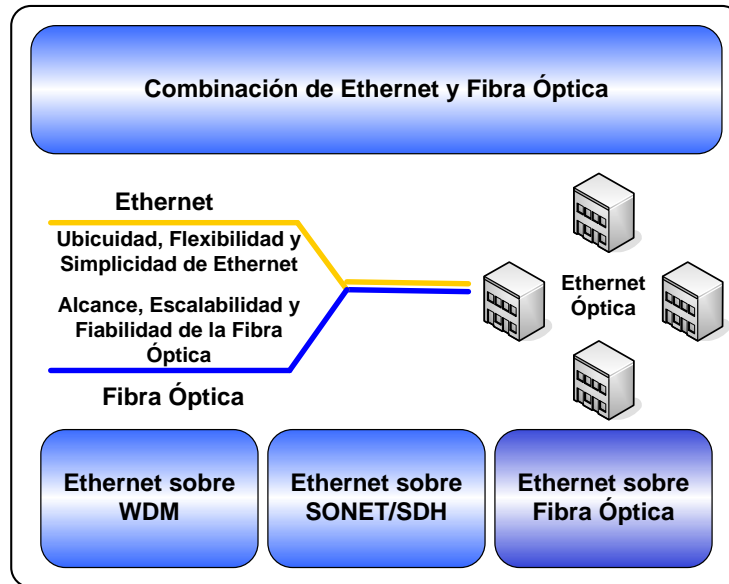 Combinación de Ethernet y Fibra Óptica
Ethernet
Ubicuidad, Flexibilidad y
Simplicidad de Ethernet
Alcance, Escalabilidad y
Fiabilidad de la Fibra
Óptica
Fibra Óptica
Ethernet
Óptica
Ethernet sobre
WDM
Ethernet sobre
SONET/SDH
Ethernet sobre
Fibra Óptica